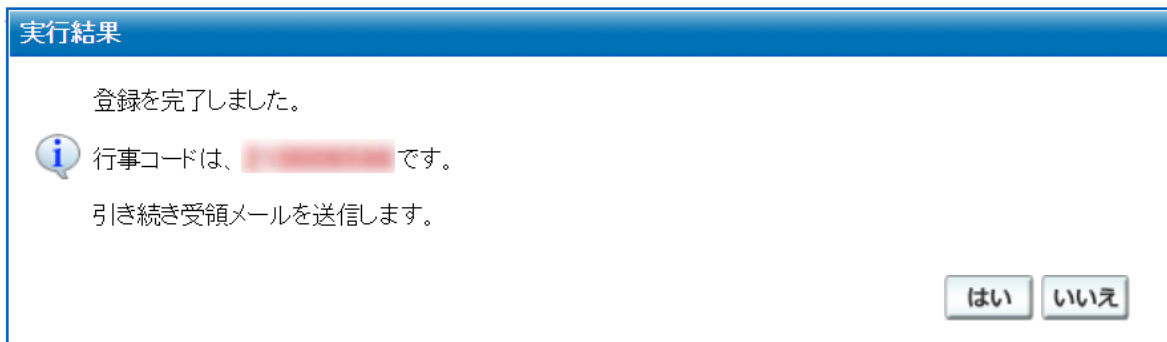 実行結果
登録を完了しました。
行事コードは、 です。
引き続き受領メールを送信します。
はい いいえ